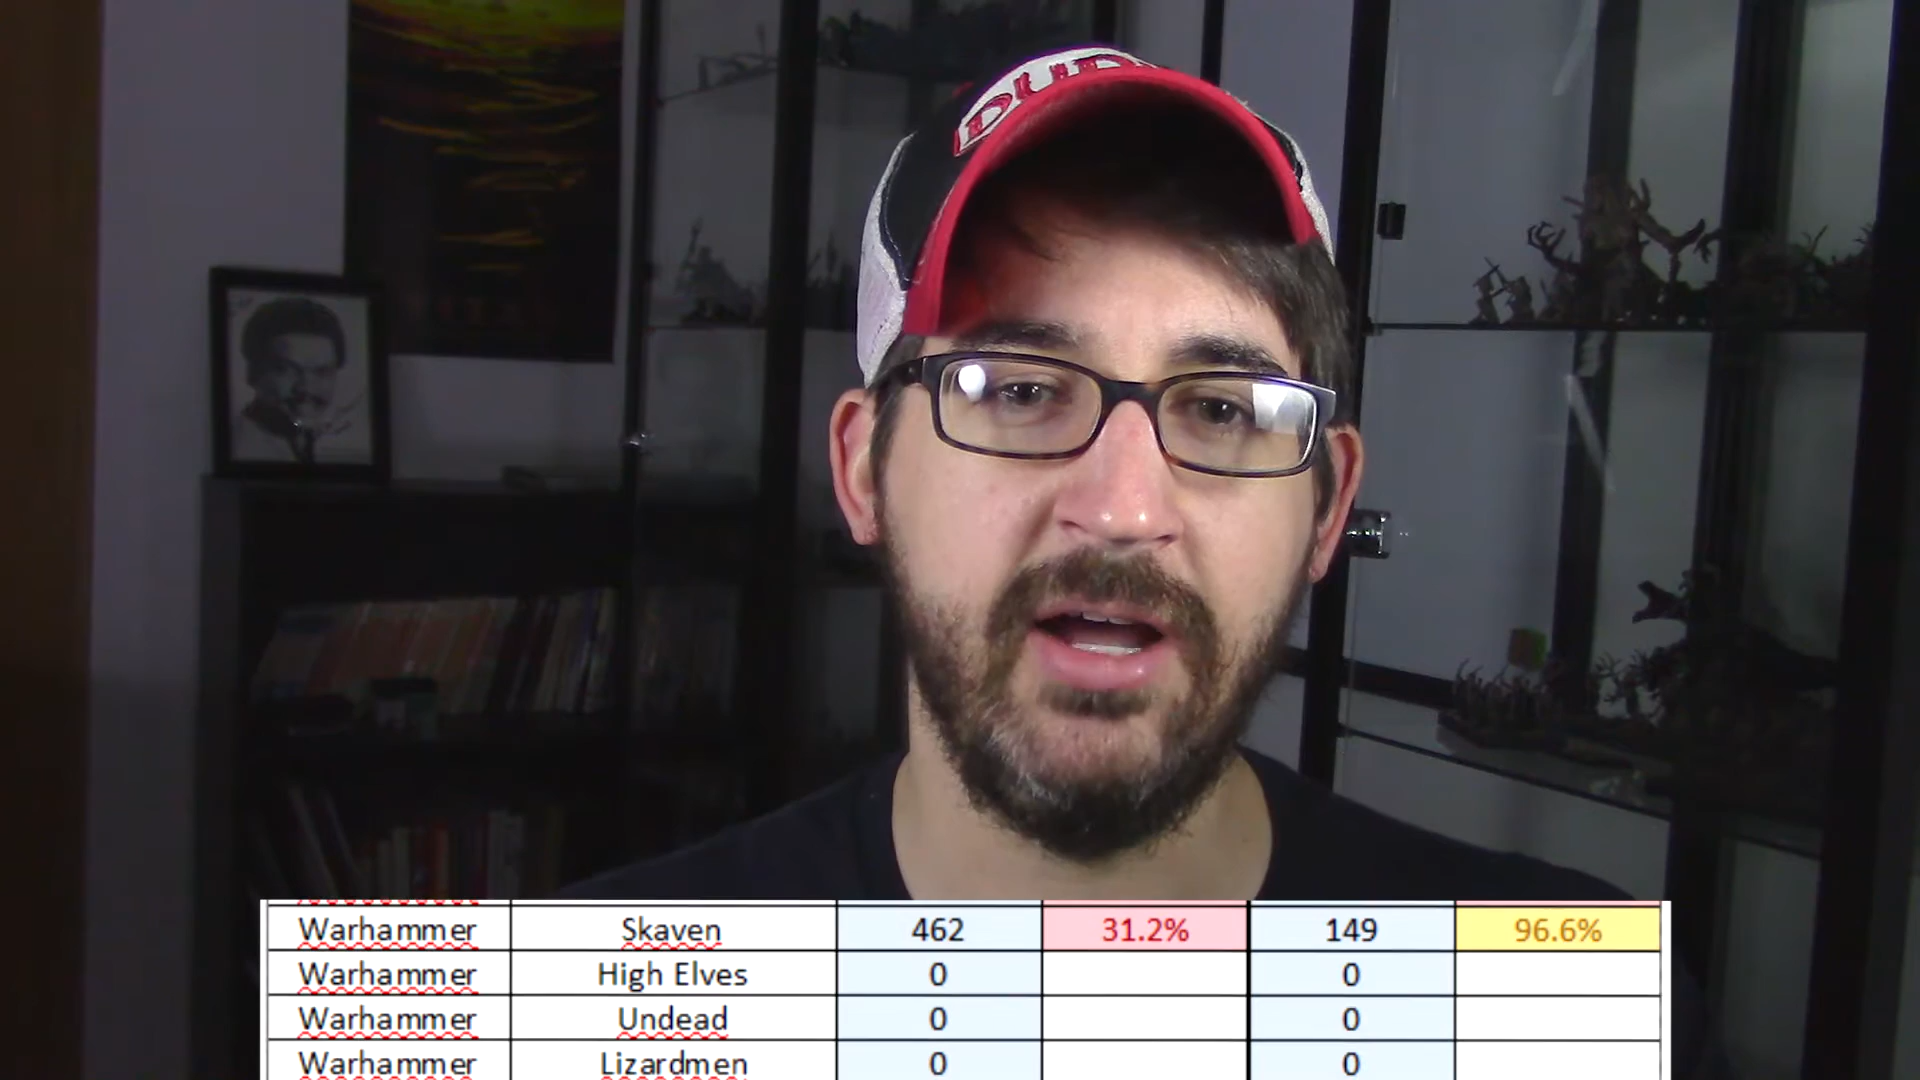 Warhammer Skaven 462 31.2% 149 96.6%
Warhammer High Elves 0 0
Warhammer Undead 0 0
Warhammer Lizardmen 0 0